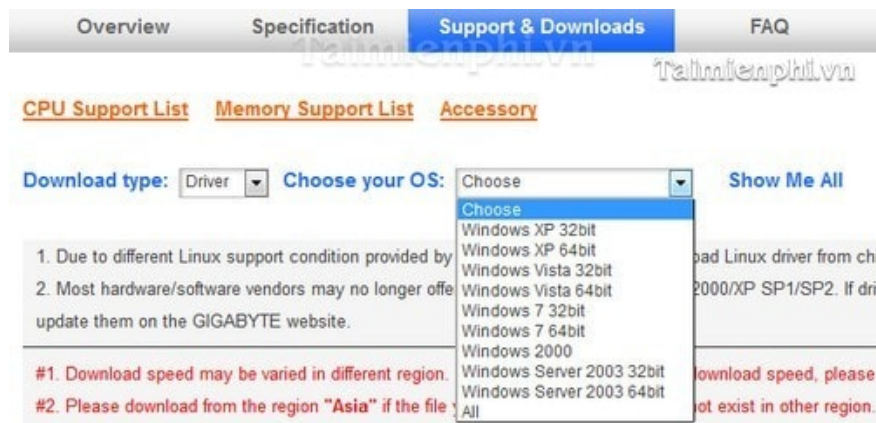 Overview Specification Support & Downloads FAQ
Taimienphi.vn
Taimienphi.vn
CPU Support List Memory Support List Accessory
Download type: Driver Choose your OS: Choose Show Me All
Choose
Windows XP 32bit
Windows XP 64bit
Windows Vista 32bit
Windows Vista 64bit
Windows 7 32bit
Windows 7 64bit
Windows 2000
Windows Server 2003 32bit
Windows Server 2003 64bit
All
1. Due to different Linux support condition provided by oad Linux driver from ch
2. Most hardware/software vendors may no longer offe 2000/XP SP1/SP2. If dri
update them on the GIGABYTE website.
#1. Download speed may be varied in different region. download speed, please
#2. Please download from the region "Asia" if the file ot exist in other region.